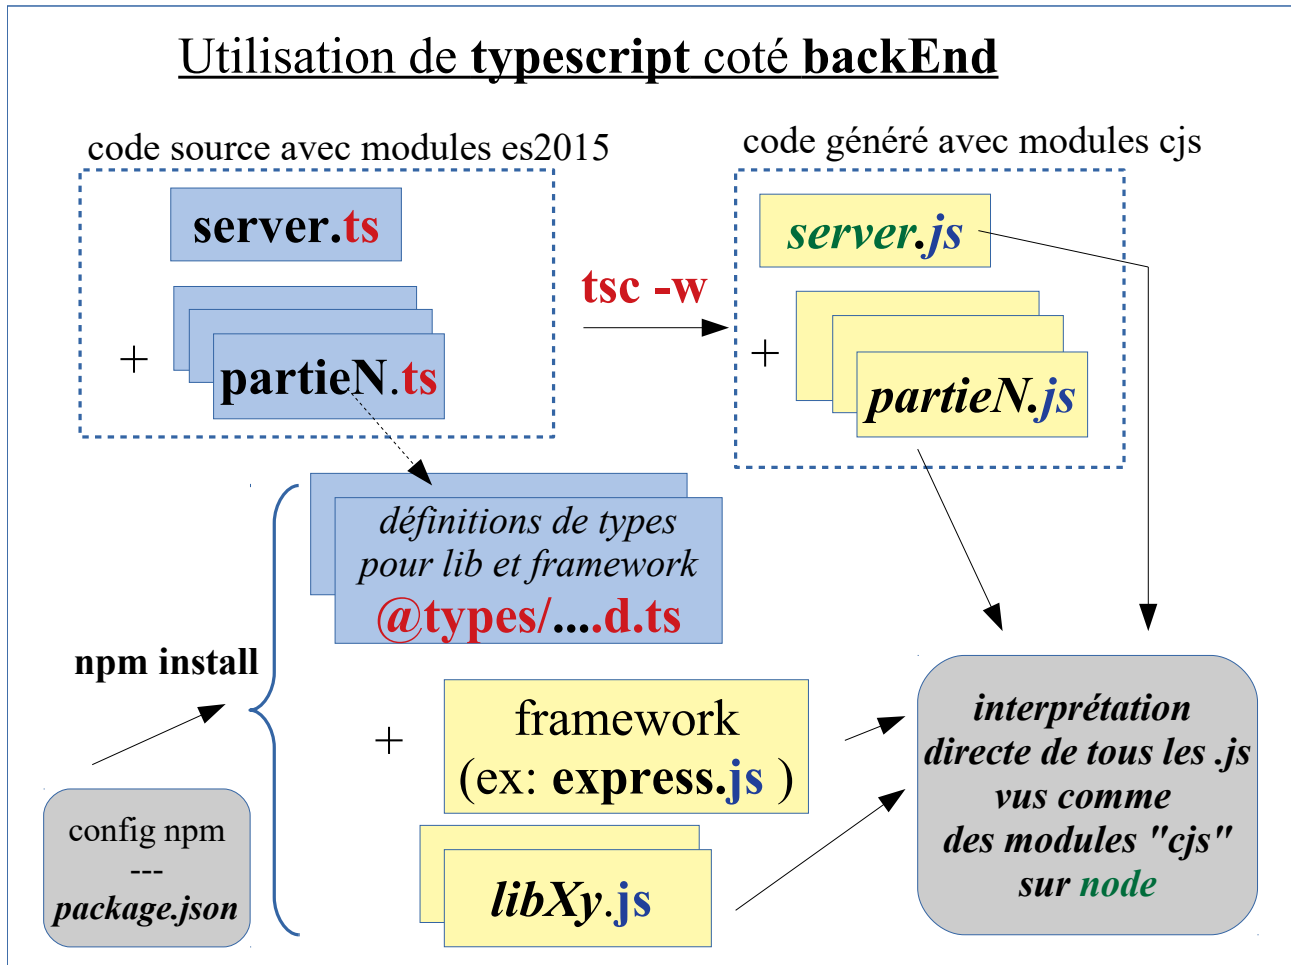 Utilisation de typescript coté backEnd
code source avec modules es2015
code généré avec modules cjs
server.ts
server.js
tsc -w
+
+
partieN.ts
partieN.js
définitions de types
pour lib et framework
@types/....d.ts
npm install
+
framework
(ex: express.js )
interprétation
directe de tous les .js
vus comme
des modules "cjs"
sur node
config npm
---
package.json
libXy.js